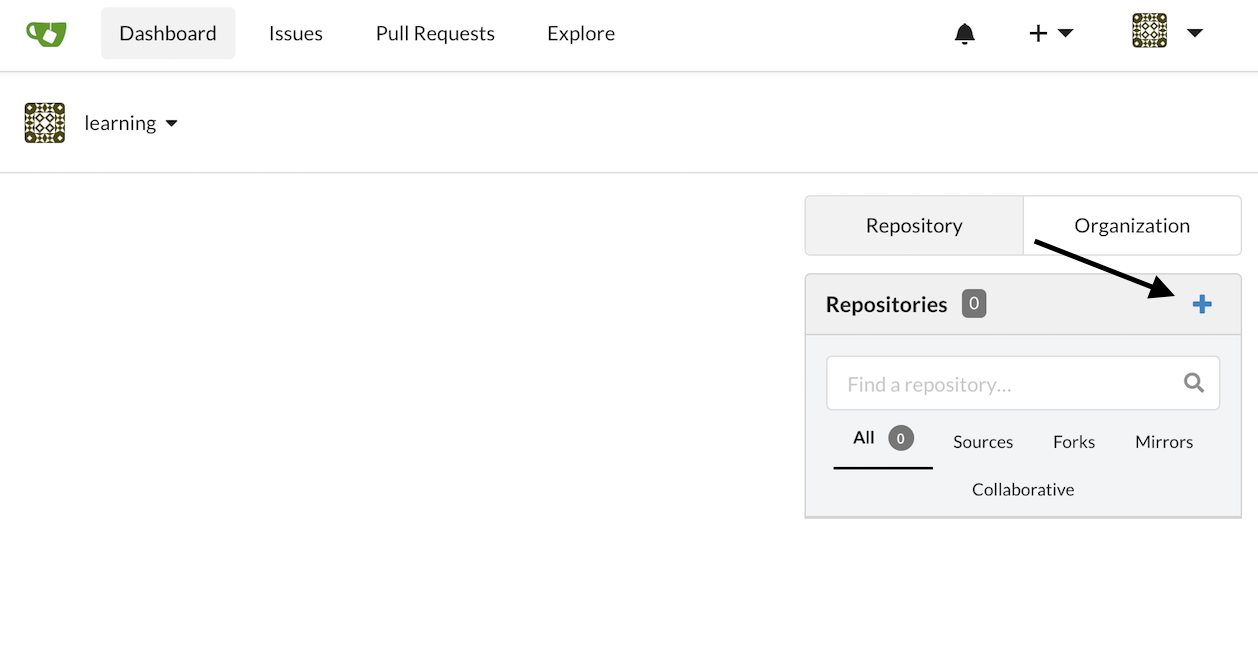 Dashboard Issues Pull Requests Explore
learning
Repository Organization
Repositories 0
Find a repository...
All 0 Sources Forks Mirrors
Collaborative